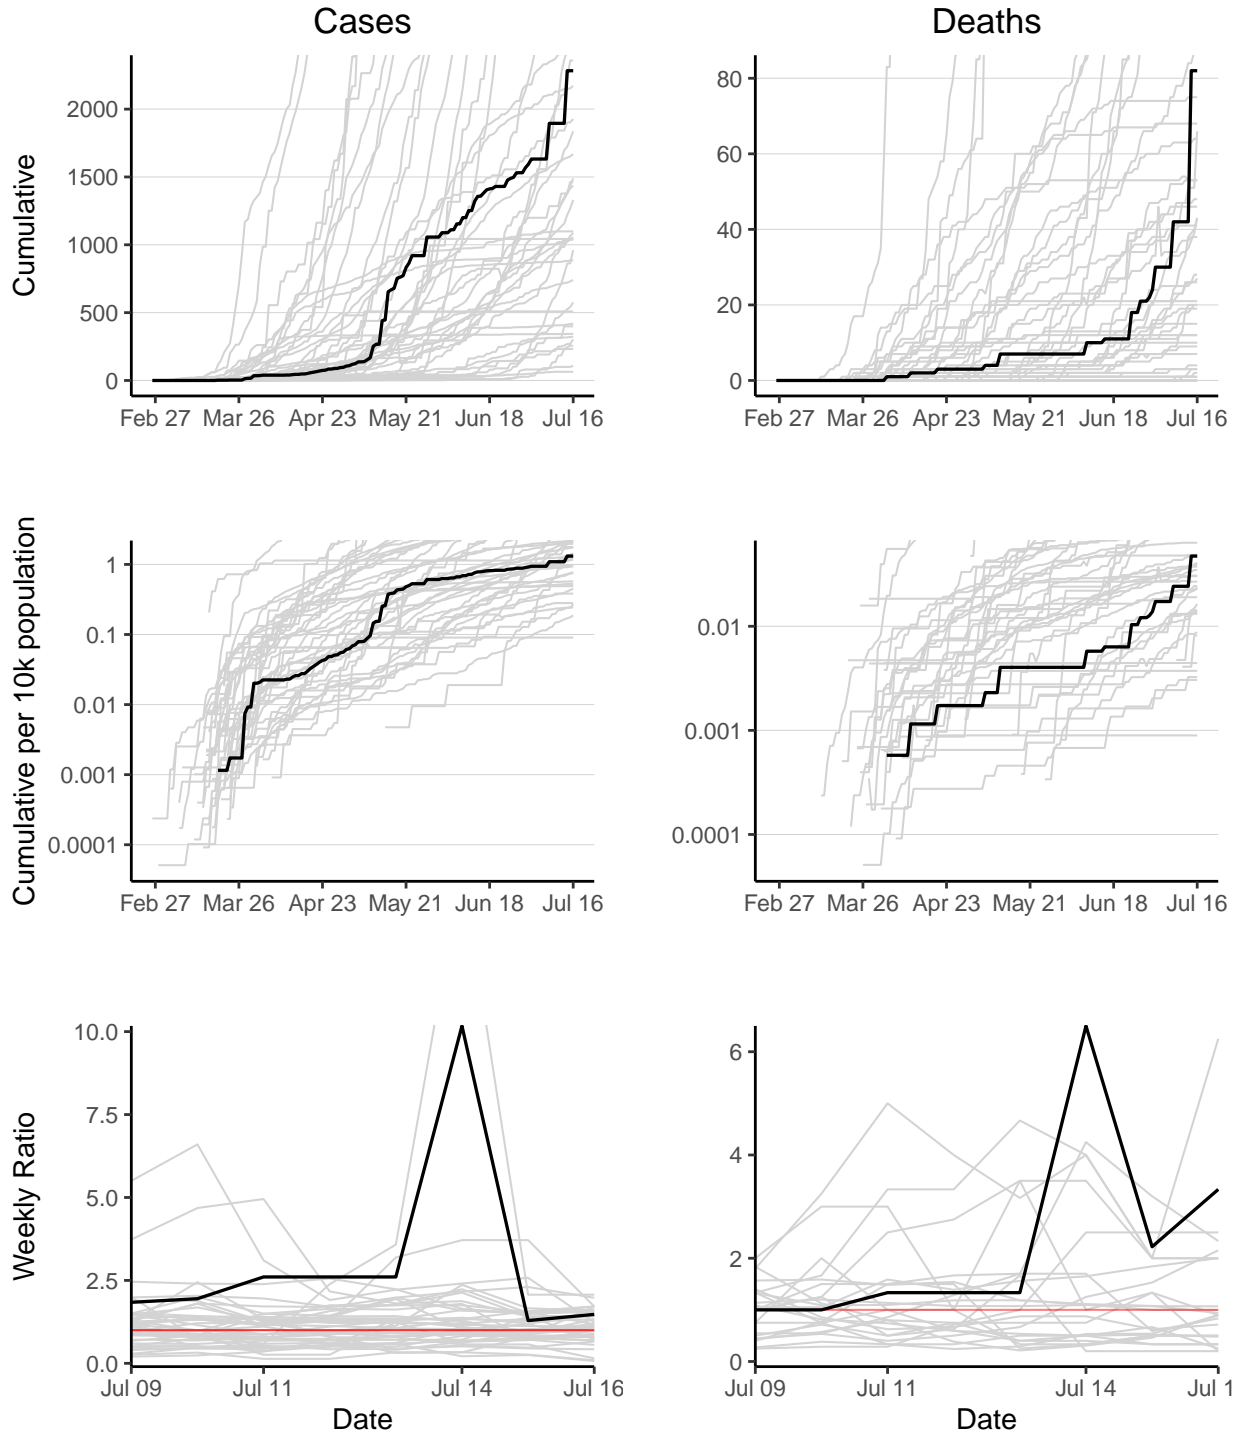 Cases
Deaths
Cumulative
2000
1500
1000
500
0
Feb 27 Mar 26 Apr 23 May 21 Jun 18 Jul 16
80
60
40
20
0
Feb 27 Mar 26 Apr 23 May 21 Jun 18 Jul 16
Cumulative per 10k population
1
0.1
0.01
0.001
0.0001
Feb 27 Mar 26 Apr 23 May 21 Jun 18 Jul 16
0.01
0.001
0.0001
Feb 27 Mar 26 Apr 23 May 21 Jun 18 Jul 16
Weekly Ratio
10.0
7.5
5.0
2.5
0.0
Jul 09 Jul 11 Jul 14 Jul 16
Date
6
4
2
0
Jul 09 Jul 11 Jul 14 Jul 1
Date